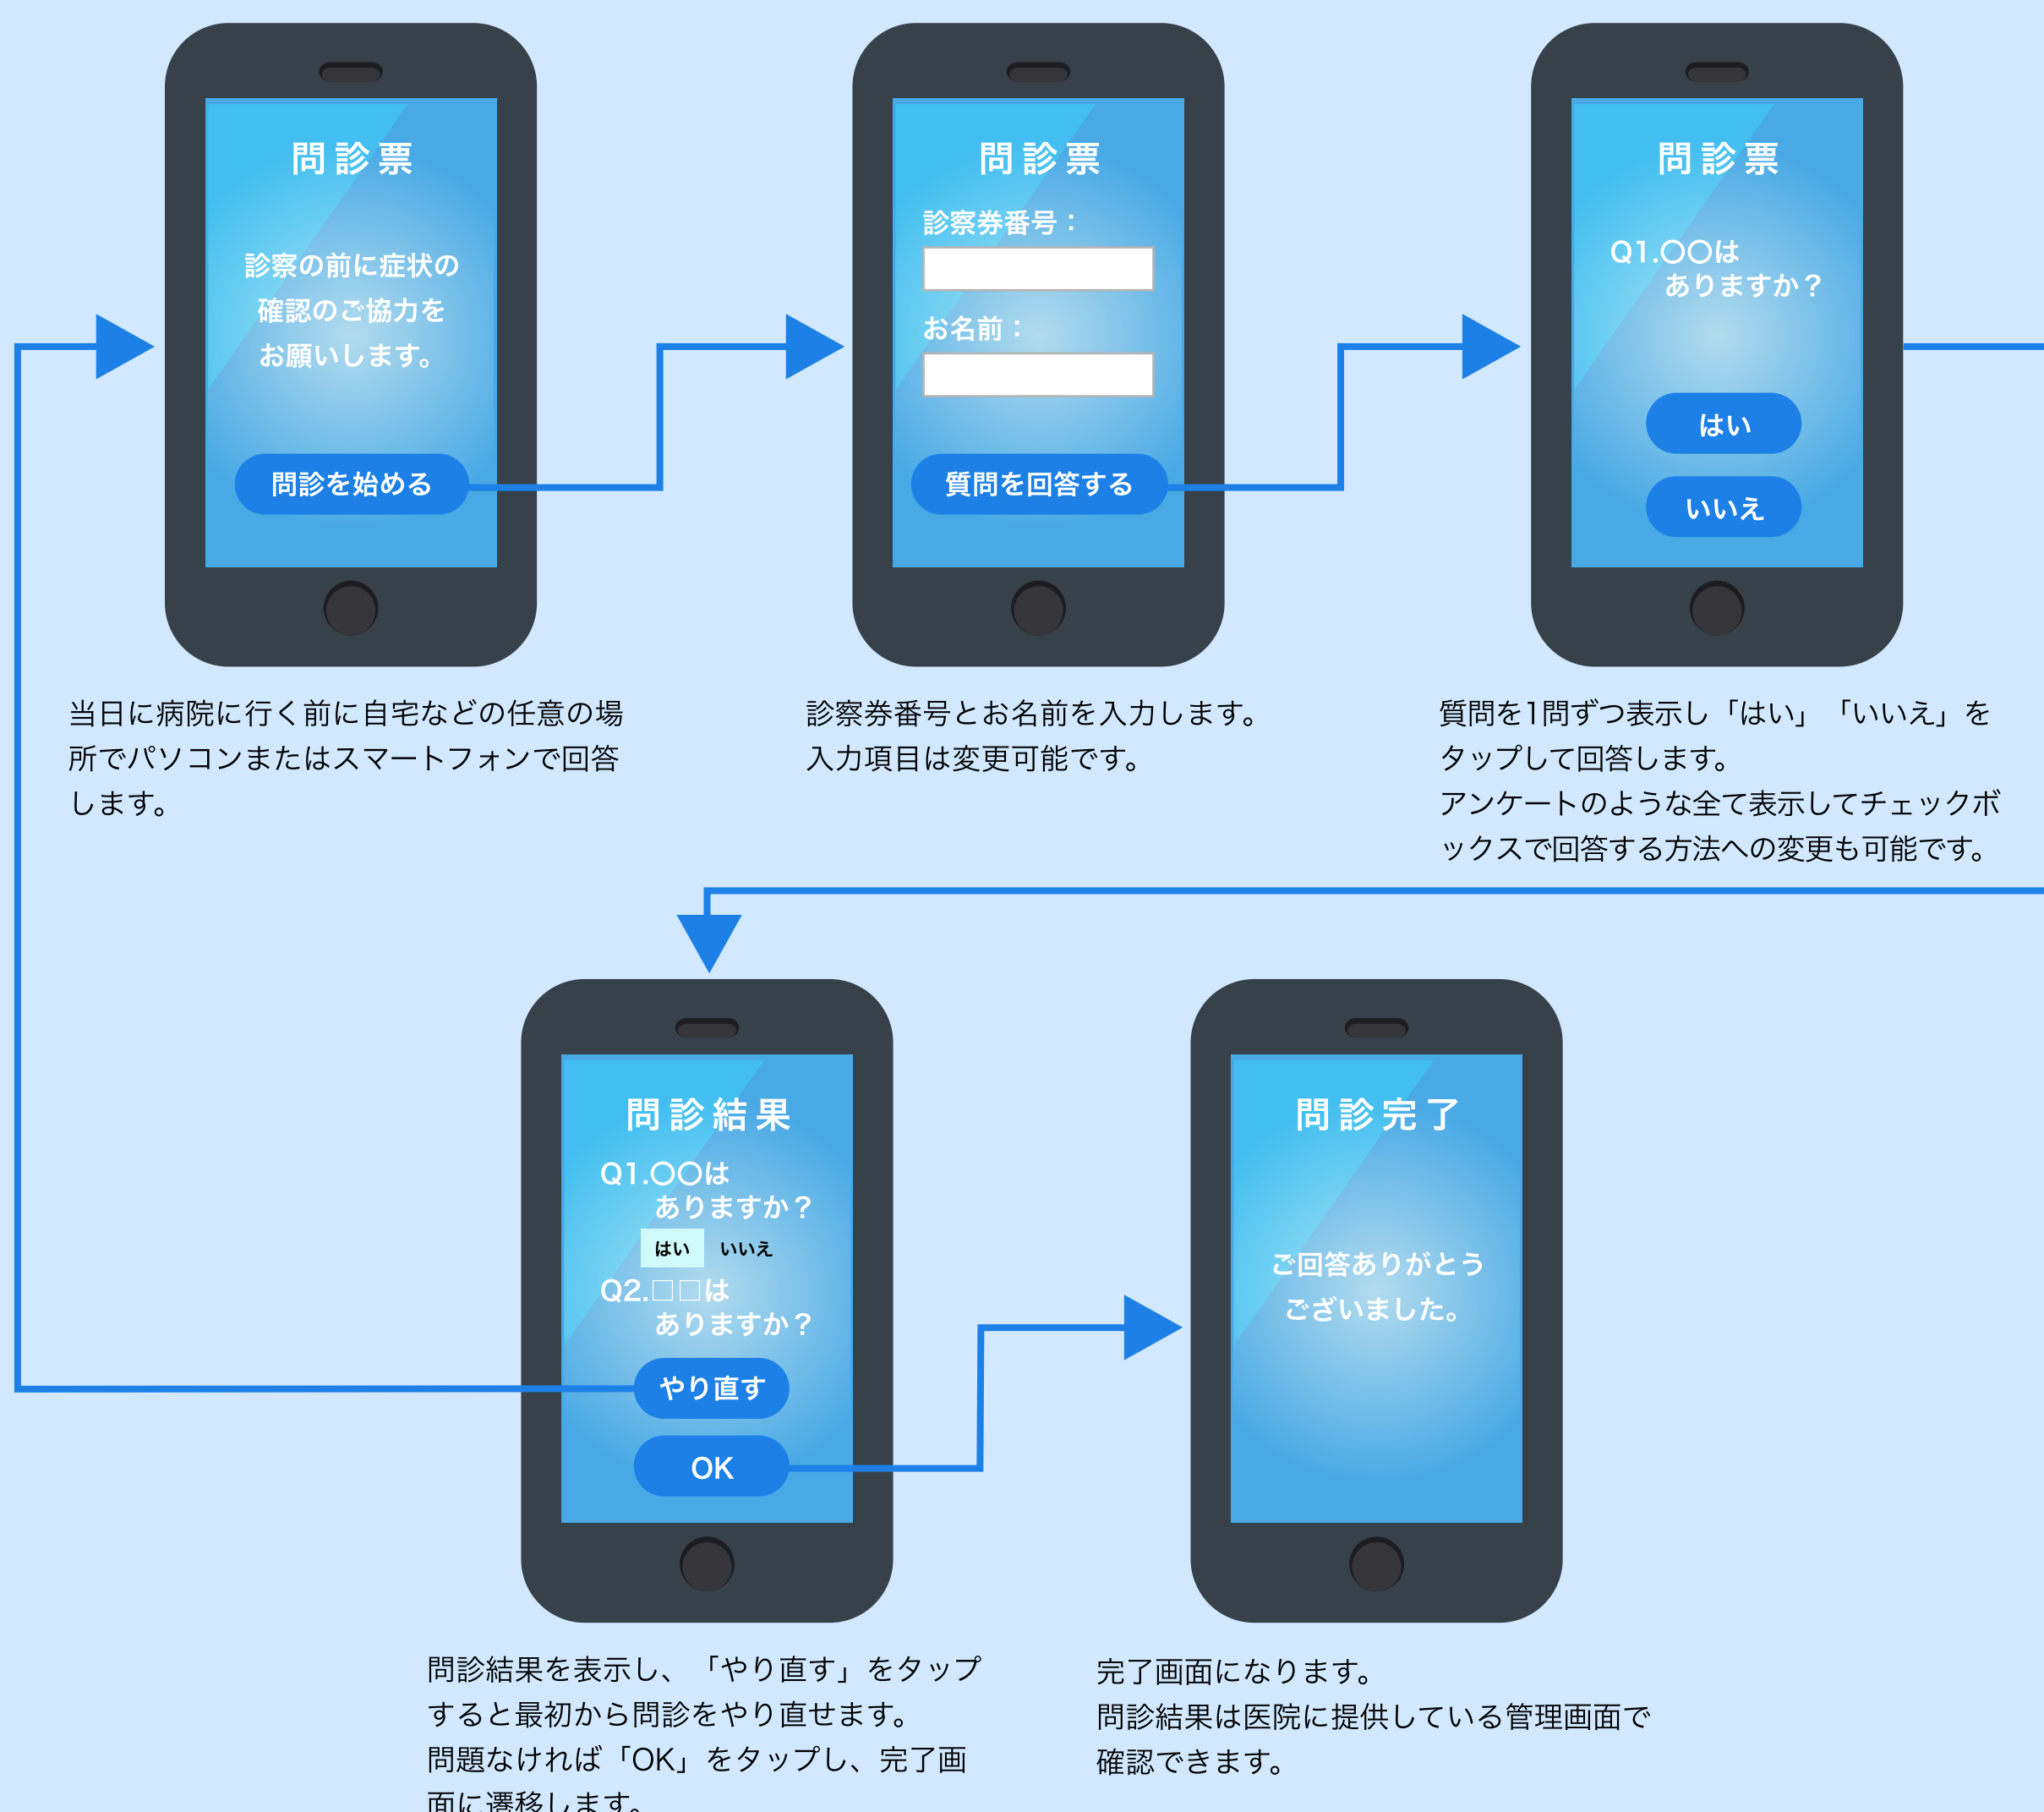 問診票
診察の前に症状の
確認のご協力を
お願いします。
問診を始める
当日に病院に行く前に自宅などの任意の場
所でパソコンまたはスマートフォンで回答
します。
問診票
診察券番号：
お名前：
質問を回答する
診察券番号とお名前を入力します。
入力項目は変更可能です。
問診票
Q1.〇〇は
ありますか？
はい
いいえ
質問を1問ずつ表示し「はい」「いいえ」を
タップして回答します。
アンケートのような全て表示してチェックボ
ックスで回答する方法への変更も可能です。
問診結果
Q1.〇〇は
ありますか？
はい いいえ
Q2.□□は
ありますか？
やり直す
OK
問診結果を表示し、「やり直す」をタップ
すると最初から問診をやり直せます。
問題なければ「OK」をタップし、完了画
面に遷移します。
問診完了
ご回答ありがとう
ございました。
完了画面になります。
問診結果は医院に提供している管理画面で
確認できます。